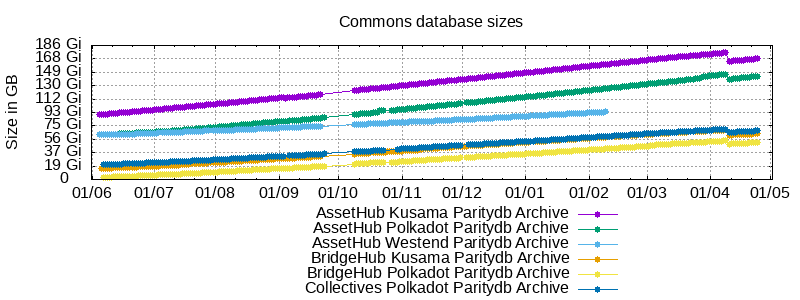 Commons database sizes
Size in GB
186 Gi
168 Gi
149 Gi
130 Gi
112 Gi
93 Gi
75 Gi
56 Gi
37 Gi
19 Gi
0
01/06 01/07 01/08 01/09 01/10 01/11 01/12 01/01 01/02 01/03 01/04 01/05
AssetHub Kusama Paritydb Archive
AssetHub Polkadot Paritydb Archive
AssetHub Westend Paritydb Archive
BridgeHub Kusama Paritydb Archive
BridgeHub Polkadot Paritydb Archive
Collectives Polkadot Paritydb Archive